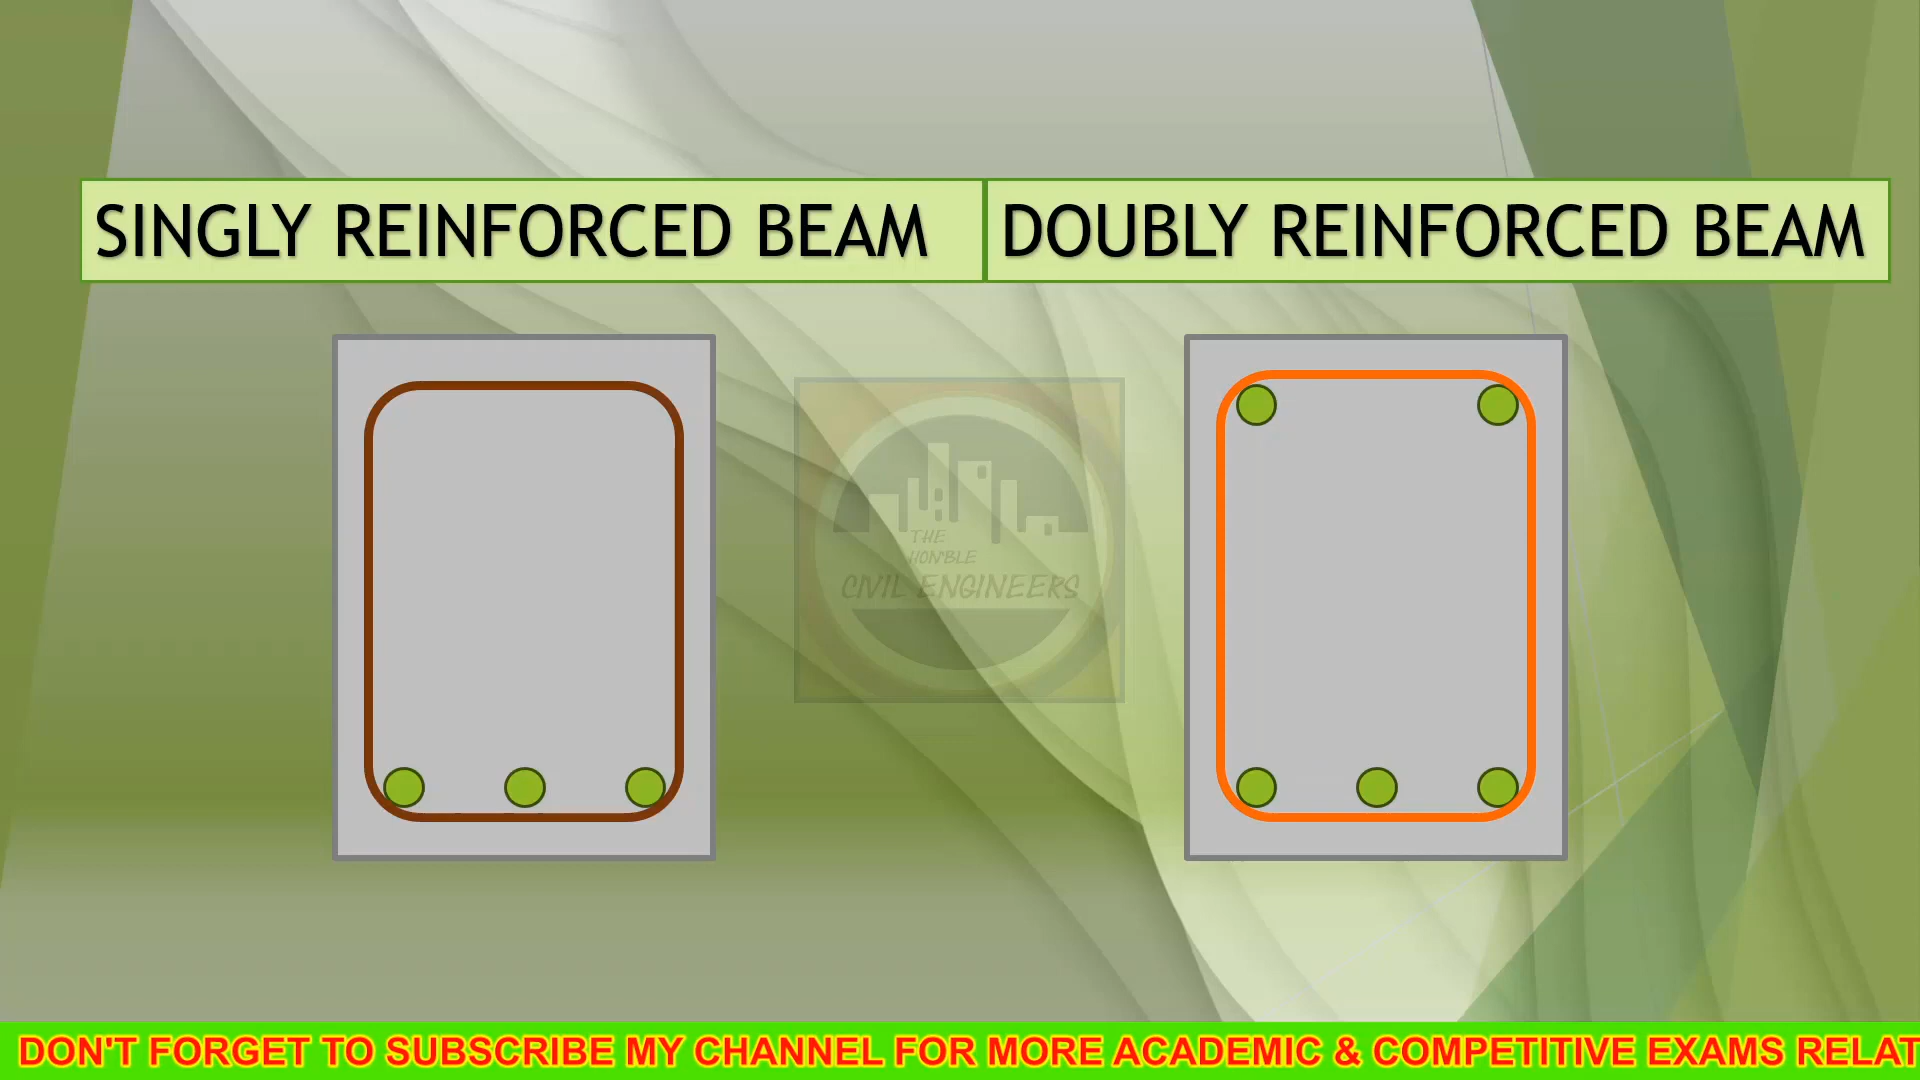 SINGLY REINFORCED BEAM
DOUBLY REINFORCED BEAM
THE
HON'BLE
CIVIL ENGINEERS
DON'T FORGET TO SUBSCRIBE MY CHANNEL FOR MORE ACADEMIC & COMPETITIVE EXAMS RELAT